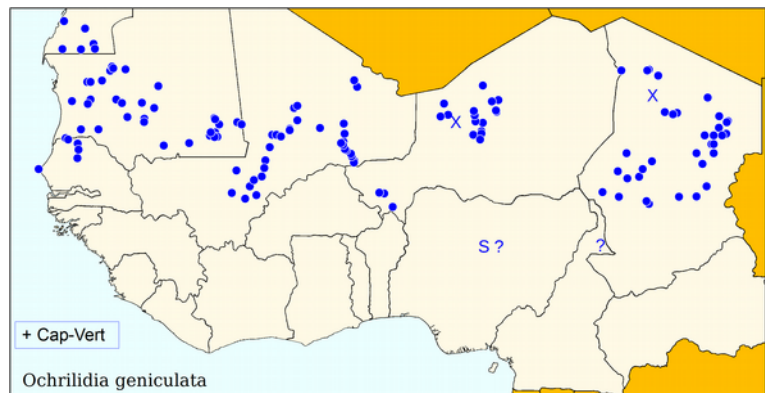 X
X
S ?
?
+ Cap-Vert
Ochrilidia geniculata